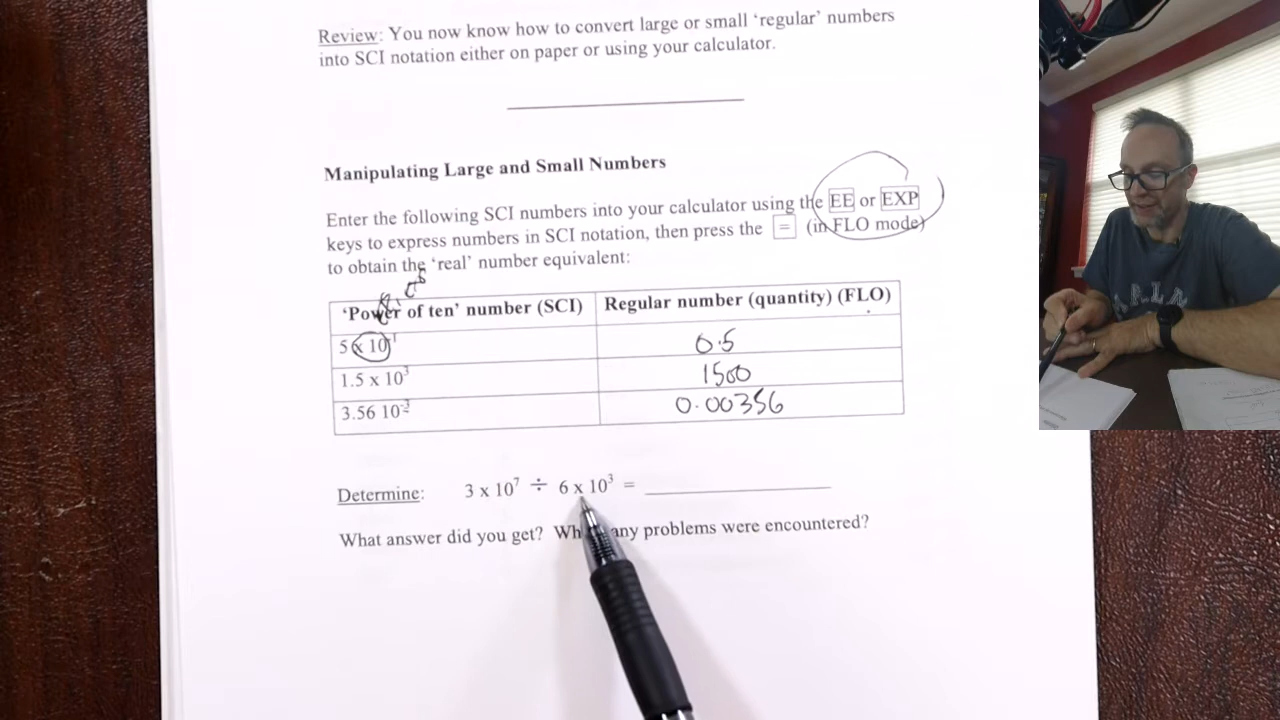 Review: You now know how to convert large or small ‘regular’ numbers
into SCI notation either on paper or using your calculator.
Manipulating Large and Small Numbers
Enter the following SCI numbers into your calculator using the EE or EXP
keys to express numbers in SCI notation, then press the = (in FLO mode)
to obtain the ‘real’ number equivalent:
‘Power of ten’ number (SCI) Regular number (quantity) (FLO)
5 x 10⁻¹ 0.5
1.5 x 10³ 1500
3.56 10⁻³ 0.00356
Determine: 3 x 10⁷ ÷ 6 x 10³ =
What answer did you get? any problems were encountered?